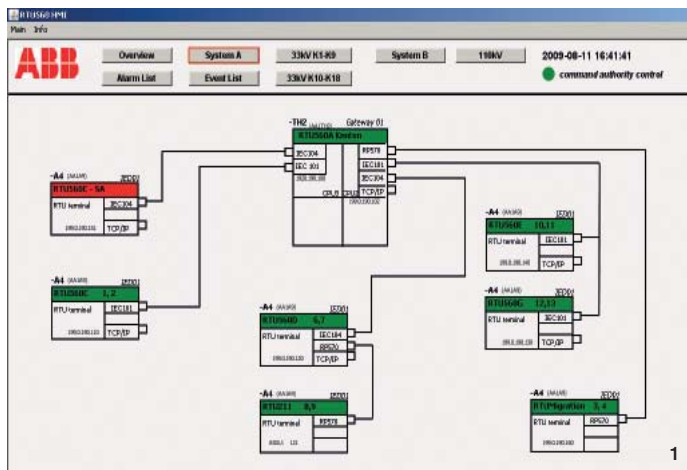 RTU560 HMI
Main Info
ABB
Overview
System A
33kV K1-K9
System B
110kV
2009-08-11 16:41:41
Alarm List
Event List
33kV K10-K18
command authority control
-TH2
Gateway 01
RTU560A
RP570
IEC104
IEC101
IEC 101
IEC104
CPU1
CPU2
TCP/IP
-A4
RTU560C - SA
RTU terminal
IEC104
TCP/IP
-A4
RTU560C 1, 2
RTU terminal
IEC101
TCP/IP
-A4
RTU560D 6,7
RTU terminal
IEC104
RP570
TCP/IP
-A4
RTU211 8,9
RTU terminal
RP570
-A4
RTU560E 10,11
RTU terminal
IEC101
TCP/IP
-A4
RTU560G 12,13
RTU terminal
IEC101
TCP/IP
-A4
RTUMigration 3, 4
RTU terminal
RP570
1